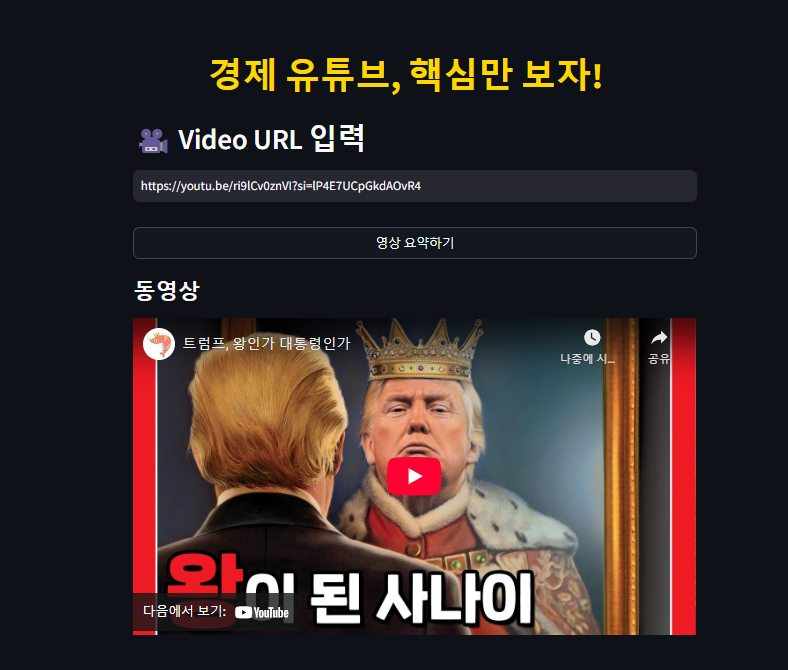 경제 유튜브, 핵심만 보자!
Video URL 입력
https://youtu.be/ri9lCv0znVI?si=lP4E7UCpGkdAOvR4
영상 요약하기
동영상
트럼프, 왕인가 대통령인가
나중에 시...
공유
왕이 된 사나이
다음에서 보기: YouTube